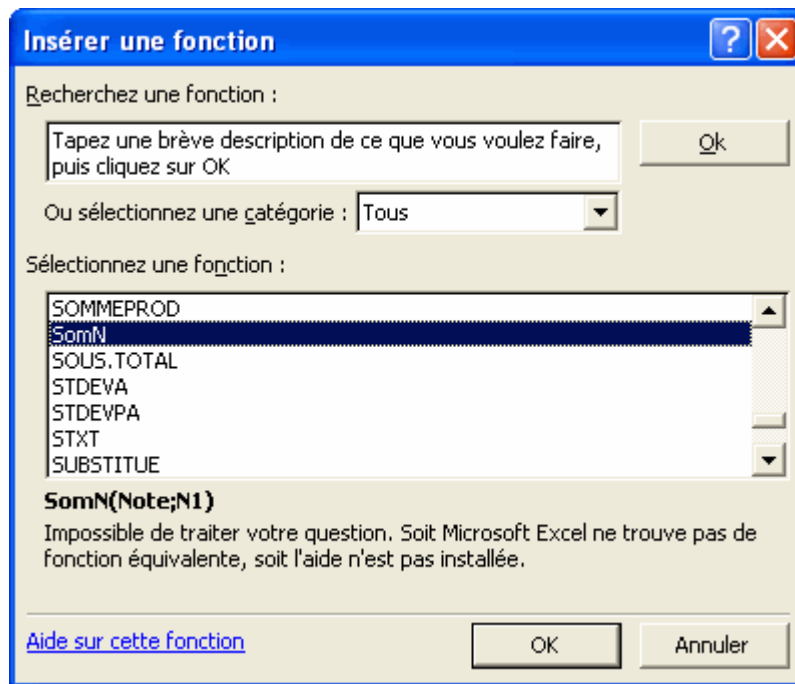 Insérer une fonction
Recherchez une fonction :
Tapez une brève description de ce que vous voulez faire,
puis cliquez sur OK
Ok
Ou sélectionnez une catégorie : Tous
Sélectionnez une fonction :
SOMMEPROD
SomN
SOUS.TOTAL
STDEVA
STDEVPA
STXT
SUBSTITUE
SomN(Note;N1)
Impossible de traiter votre question. Soit Microsoft Excel ne trouve pas de
fonction équivalente, soit l'aide n'est pas installée.
Aide sur cette fonction
OK
Annuler